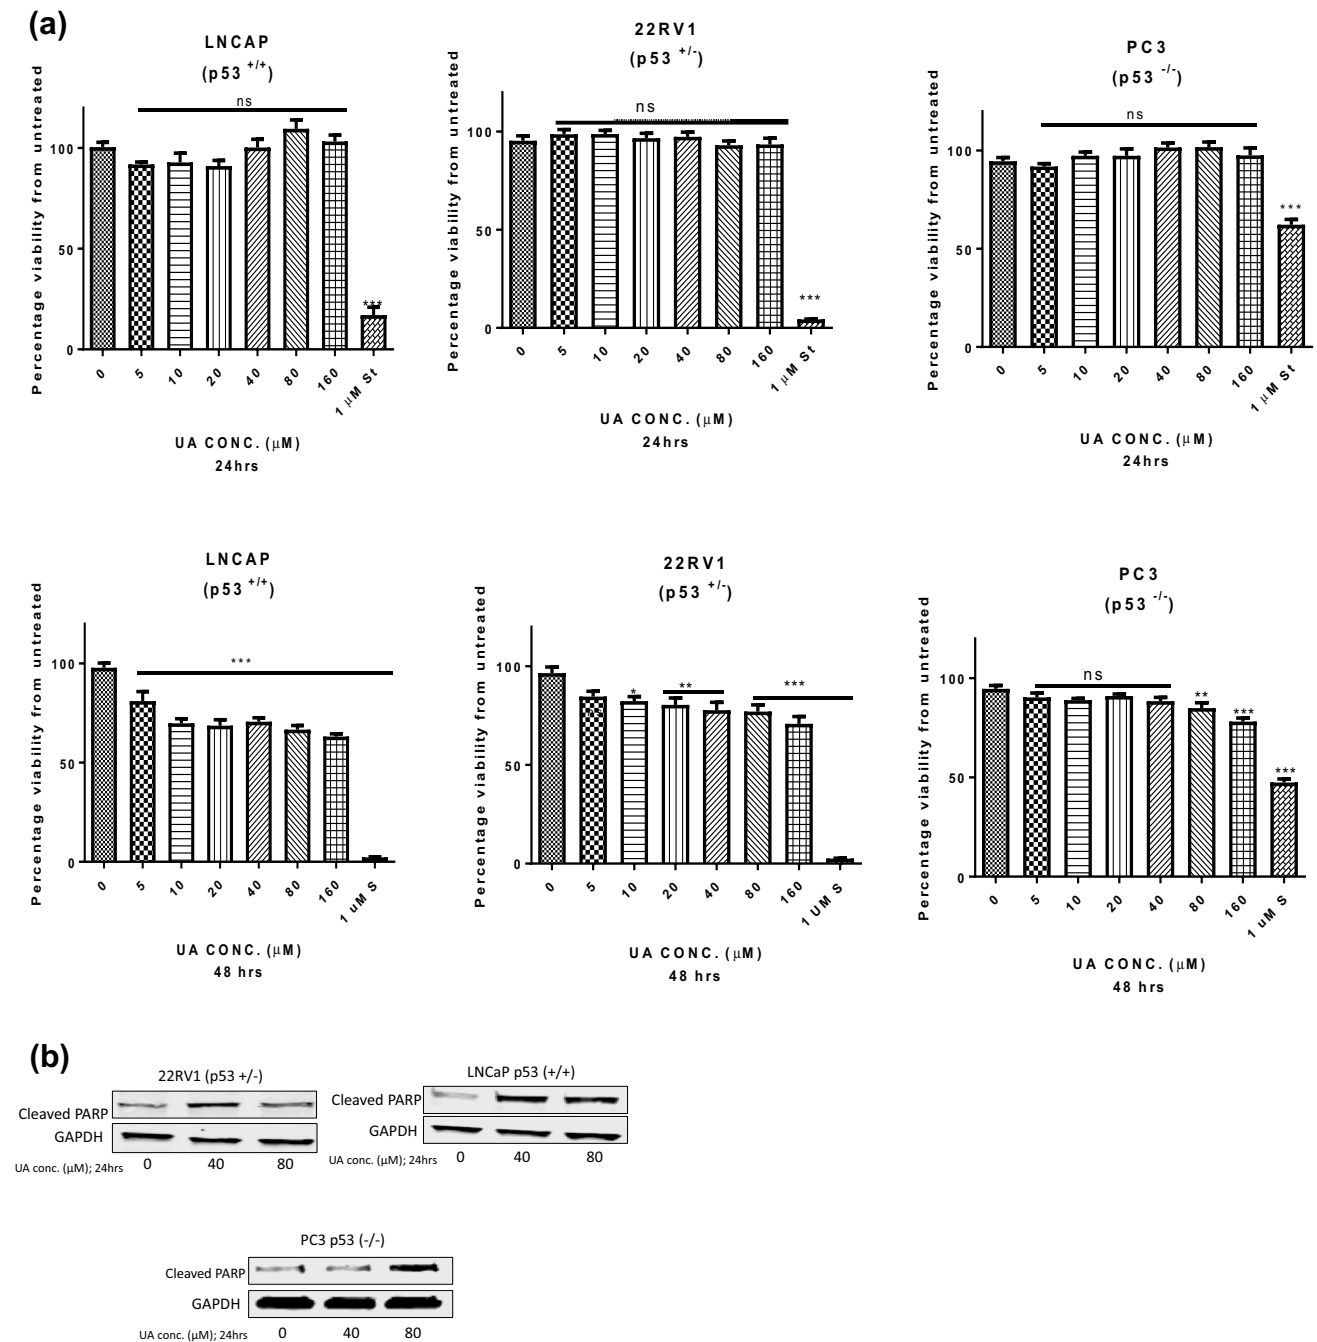 (a)
LNCAP
(p53 +/+)
Percentage viability from untreated
ns
100
50
0
***
0 5 10 20 40 80 160 1 μM St
UA CONC. (μM)
24hrs
22RV1
(p53 +/-)
Percentage viability from untreated
ns
100
50
0
***
0 5 10 20 40 80 160 1 μM St
UA CONC. (μM)
24hrs
PC3
(p53 -/-)
Percentage viability from untreated
ns
100
50
0
***
0 5 10 20 40 80 160 1 μM St
UA CONC. (μM)
24hrs
LNCAP
(p53 +/+)
Percentage viability from untreated
***
100
50
0
0 5 10 20 40 80 160 1 uM S
UA CONC. (μM)
48 hrs
22RV1
(p53 +/-)
Percentage viability from untreated
* ** ***
100
50
0
0 5 10 20 40 80 160 1 UM S
UA CONC. (μM)
48 hrs
PC3
(p53 -/-)
Percentage viability from untreated
ns
** *** ***
100
50
0
0 5 10 20 40 80 160 1 uM S
UA CONC. (μM)
48 hrs
(b)
22RV1 (p53 +/-)
Cleaved PARP
GAPDH
UA conc. (μM); 24hrs 0 40 80
LNCaP p53 (+/+)
Cleaved PARP
GAPDH
UA conc. (μM); 24hrs 0 40 80
PC3 p53 (-/-)
Cleaved PARP
GAPDH
UA conc. (μM); 24hrs 0 40 80